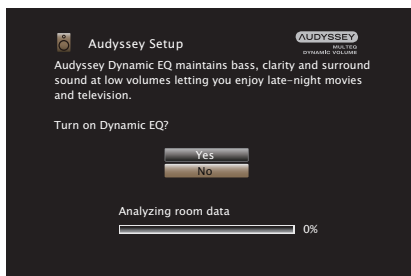 Audyssey Setup
AUDYSSEY
MULTEQ
DYNAMIC VOLUME
Audyssey Dynamic EQ maintains bass, clarity and surround
sound at low volumes letting you enjoy late-night movies
and television.
Turn on Dynamic EQ?
Yes
No
Analyzing room data
0%